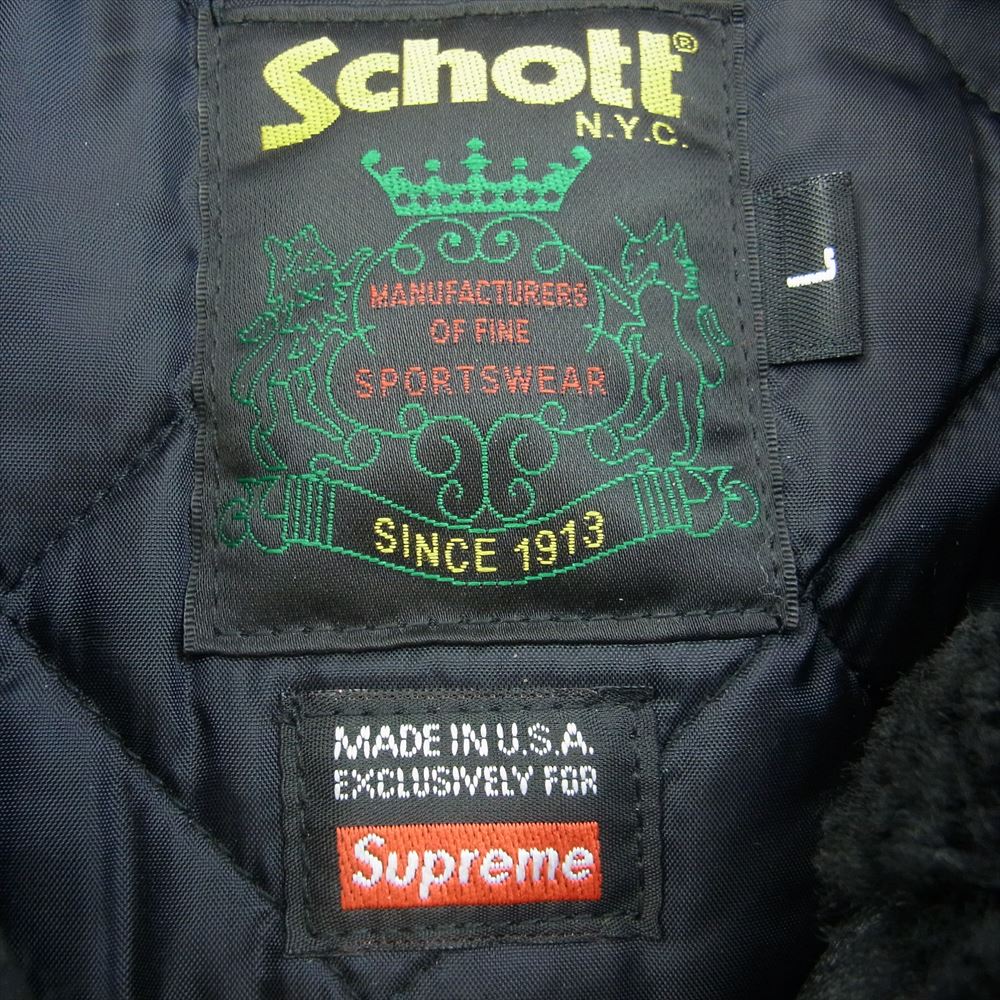 Schott®
N.Y.C.
L
MANUFACTURERS
OF FINE
SPORTSWEAR
SINCE 1913
MADE IN U.S.A.
EXCLUSIVELY FOR
Supreme